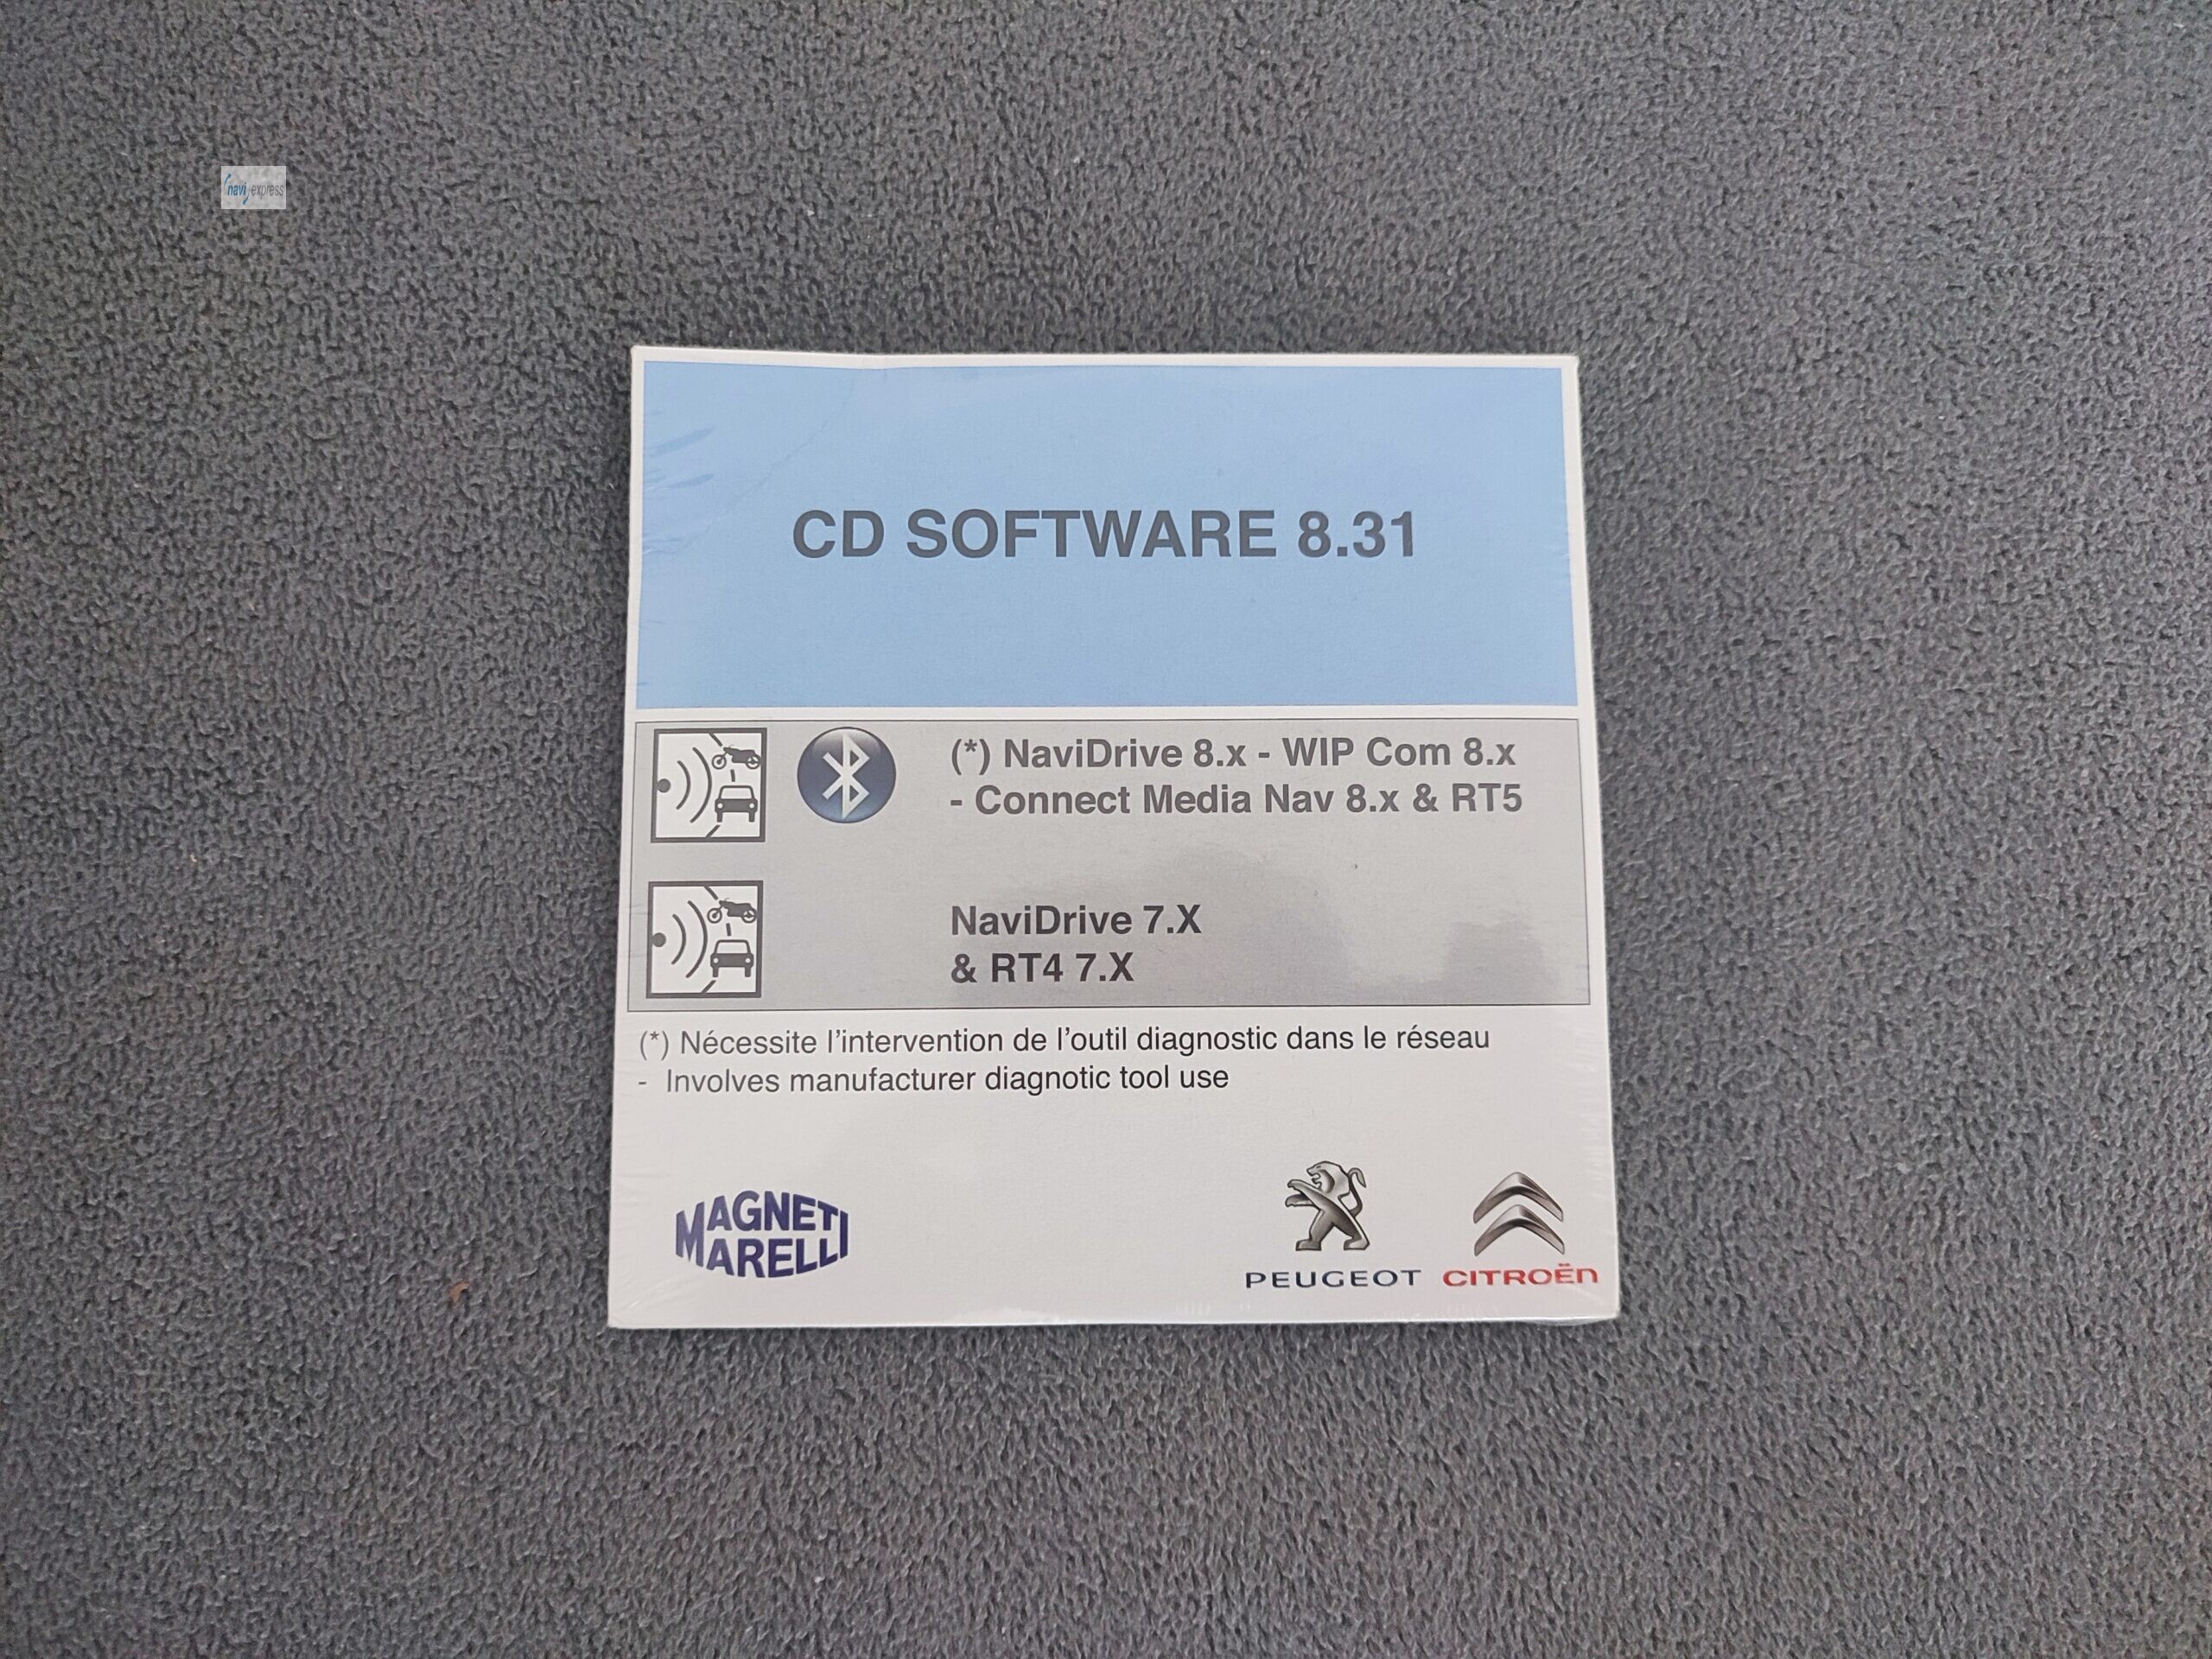 navi express
CD SOFTWARE 8.31
(*) NaviDrive 8.x - WIP Com 8.x
- Connect Media Nav 8.x & RT5
NaviDrive 7.X
& RT4 7.X
(*) Nécessite l'intervention de l'outil diagnostic dans le réseau
- Involves manufacturer diagnotic tool use
MAGNETI
MARELLI
PEUGEOT CITROËN